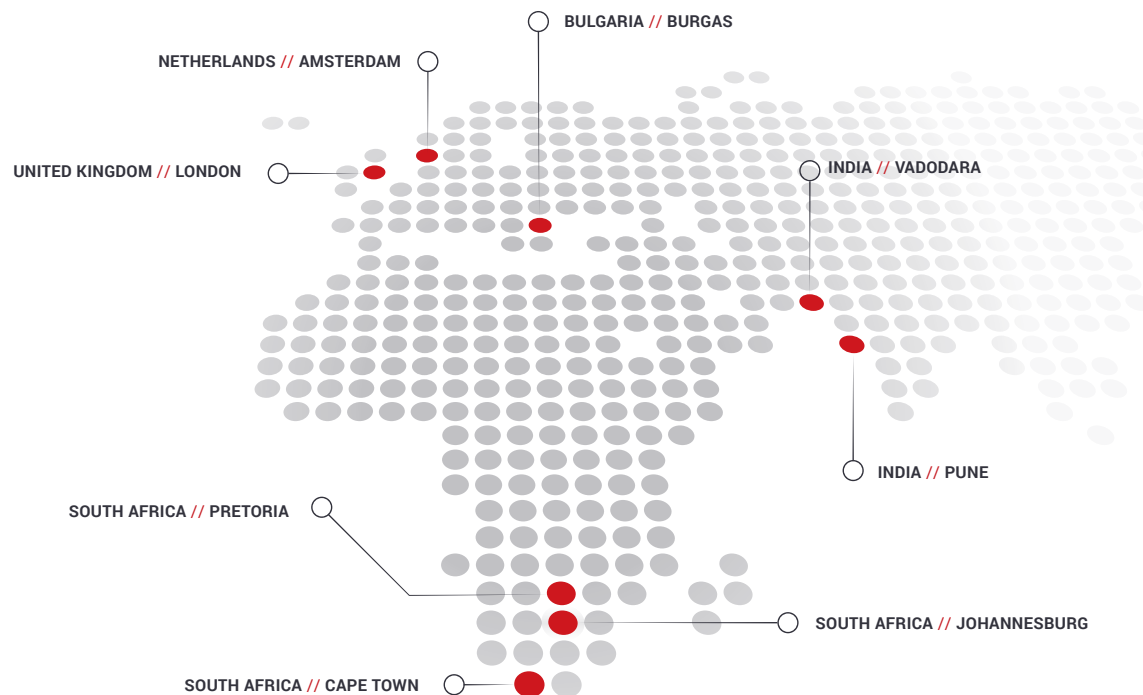 BULGARIA // BURGAS
NETHERLANDS // AMSTERDAM
UNITED KINGDOM // LONDON
INDIA // VADODARA
INDIA // PUNE
SOUTH AFRICA // PRETORIA
SOUTH AFRICA // JOHANNESBURG
SOUTH AFRICA // CAPE TOWN